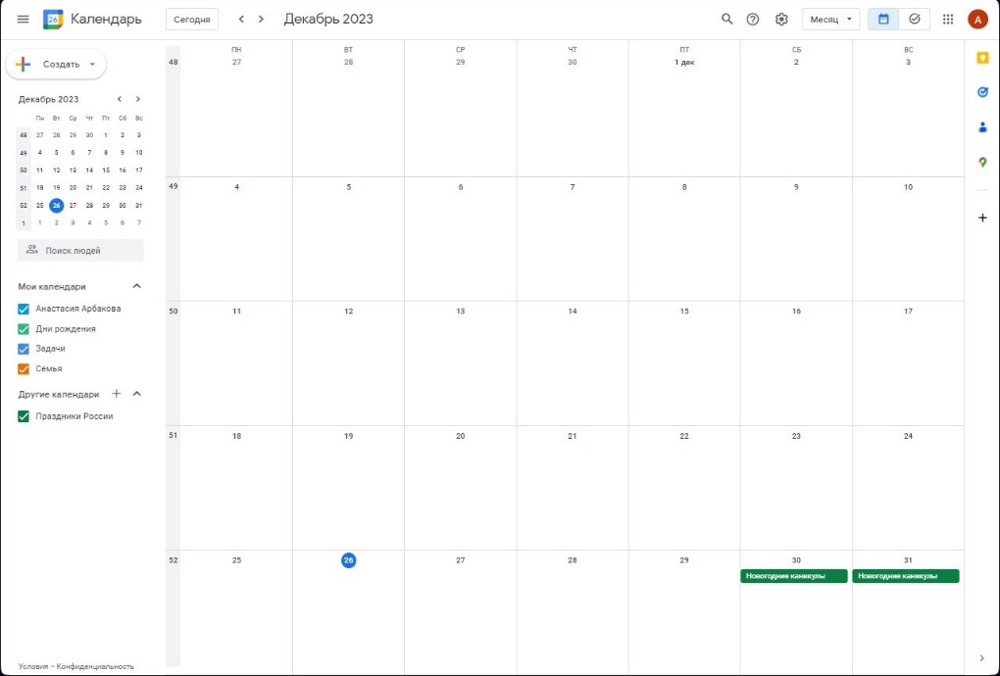 26 Календарь Сегодня Декабрь 2023 Месяц A
Создать
Декабрь 2023
Пн Вт Ср Чт Пт Сб Вс
48 27 28 29 30 1 2 3
49 4 5 6 7 8 9 10
50 11 12 13 14 15 16 17
51 18 19 20 21 22 23 24
52 25 26 27 28 29 30 31
1 1 2 3 4 5 6 7
Поиск людей
Мои календари
Анастасия Арбакова
Дни рождения
Задачи
Семья
Другие календари
Праздники России
Условия – Конфиденциальность
ПН ВТ СР ЧТ ПТ СБ ВС
48 27 28 29 30 1 дек 2 3
49 4 5 6 7 8 9 10
50 11 12 13 14 15 16 17
51 18 19 20 21 22 23 24
52 25 26 27 28 29 30 31
Новогодние каникулы Новогодние каникулы